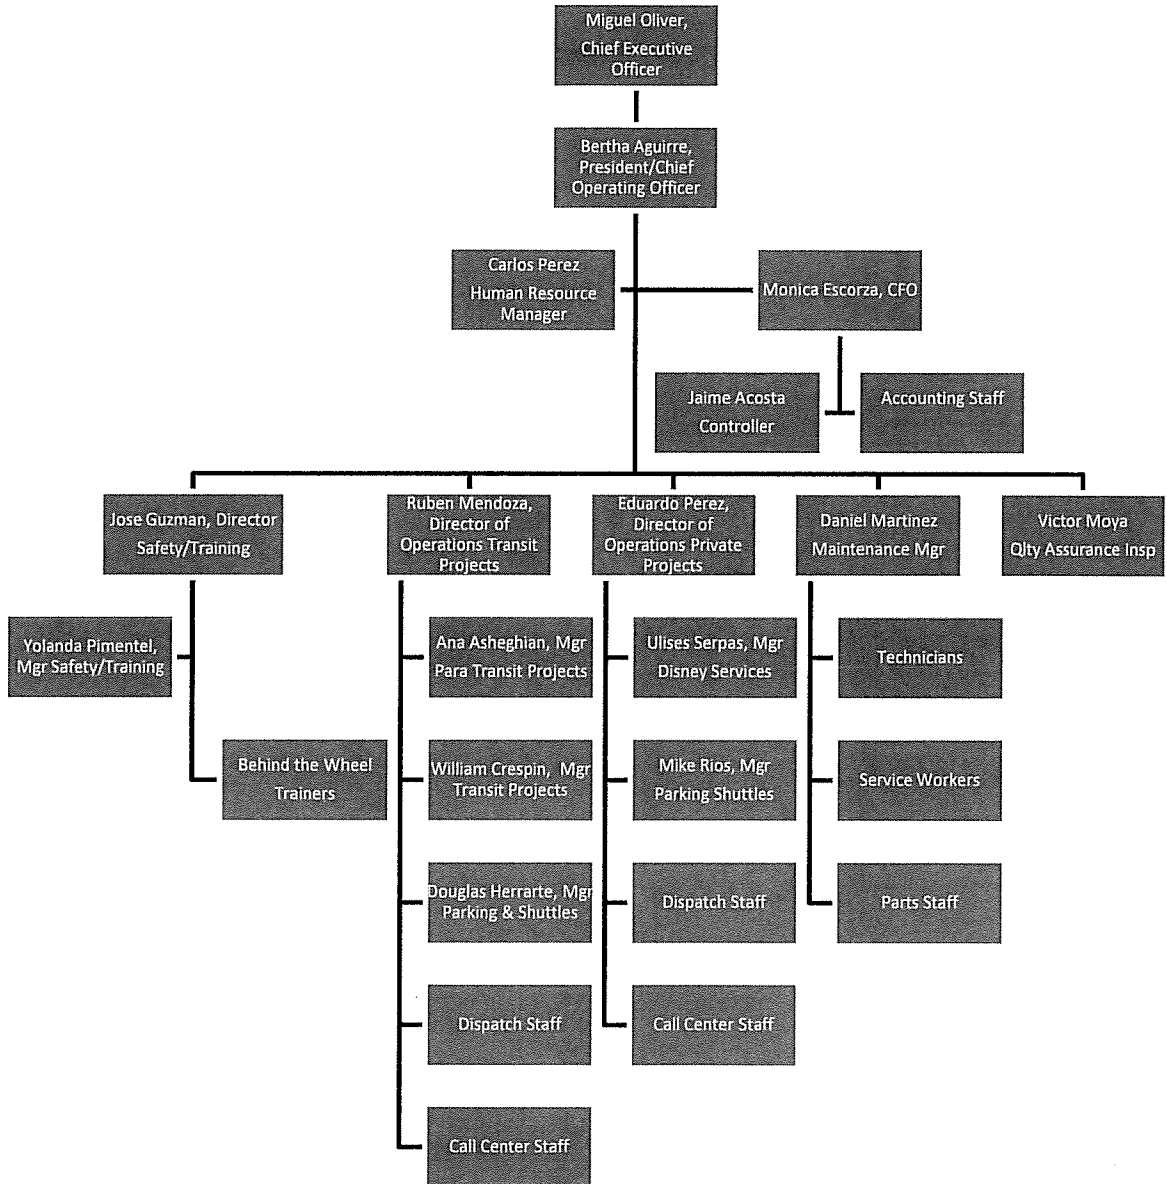 Miguel Oliver,
Chief Executive
Officer
Bertha Aguirre,
President/Chief
Operating Officer
Carlos Perez
Human Resource
Manager
Monica Escorza, CFO
Jaime Acosta
Controller
Accounting Staff
Jose Guzman, Director
Safety/Training
Ruben Mendoza,
Director of
Operations Transit
Projects
Eduardo Perez,
Director of
Operations Private
Projects
Daniel Martinez
Maintenance Mgr
Victor Moya
Qlty Assurance Insp
Yolanda Pimentel,
Mgr Safety/Training
Behind the Wheel
Trainers
Ana Asheghian, Mgr
Para Transit Projects
William Crespin, Mgr
Transit Projects
Douglas Herrarte, Mgr
Parking & Shuttles
Dispatch Staff
Call Center Staff
Ulises Serpas, Mgr
Disney Services
Mike Rios, Mgr
Parking Shuttles
Dispatch Staff
Call Center Staff
Technicians
Service Workers
Parts Staff